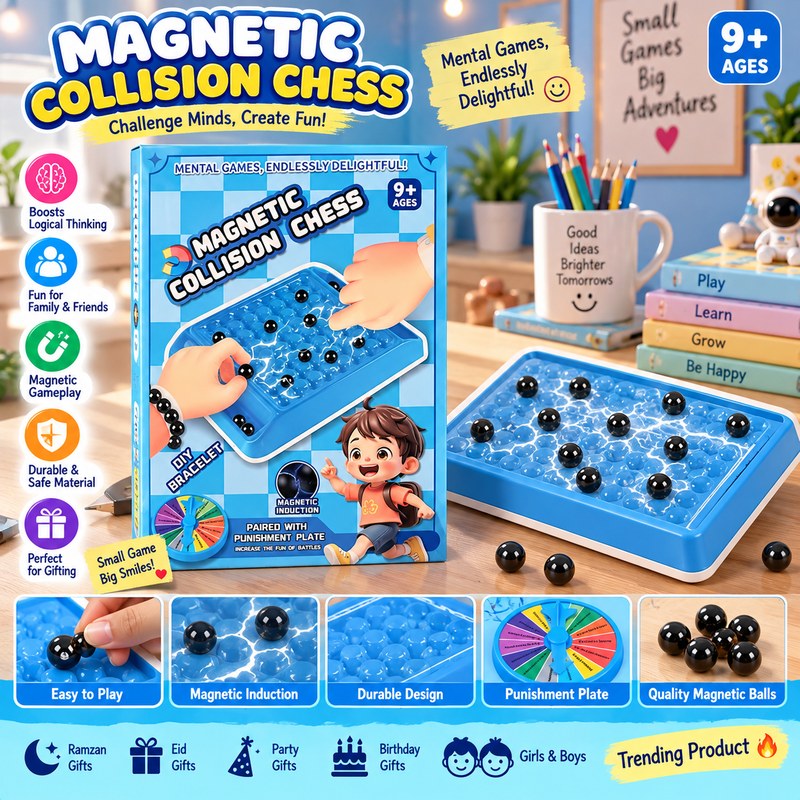 MAGNETIC
COLLISION CHESS
Challenge Minds, Create Fun!
Mental Games,
Endlessly
Delightful!
Small
Games
Big
Adventures
9+
AGES
Boosts
Logical Thinking
Fun for
Family & Friends
Magnetic
Gameplay
Durable &
Safe Material
Perfect
for Gifting
MENTAL GAMES, ENDLESSLY DELIGHTFUL!
9+
AGES
MAGNETIC
COLLISION CHESS
DIY
BRACELET
MAGNETIC
INDUCTION
PAIRED WITH
PUNISHMENT PLATE
INCREASE THE FUN OF BATTLES
Small Game
Big Smiles!
Good
Ideas
Brighter
Tomorrows
Play
Learn
Grow
Be Happy
Easy to Play
Magnetic Induction
Durable Design
Punishment Plate
Quality Magnetic Balls
Ramzan
Gifts
Eid
Gifts
Party
Gifts
Birthday
Gifts
Girls & Boys
Trending Product